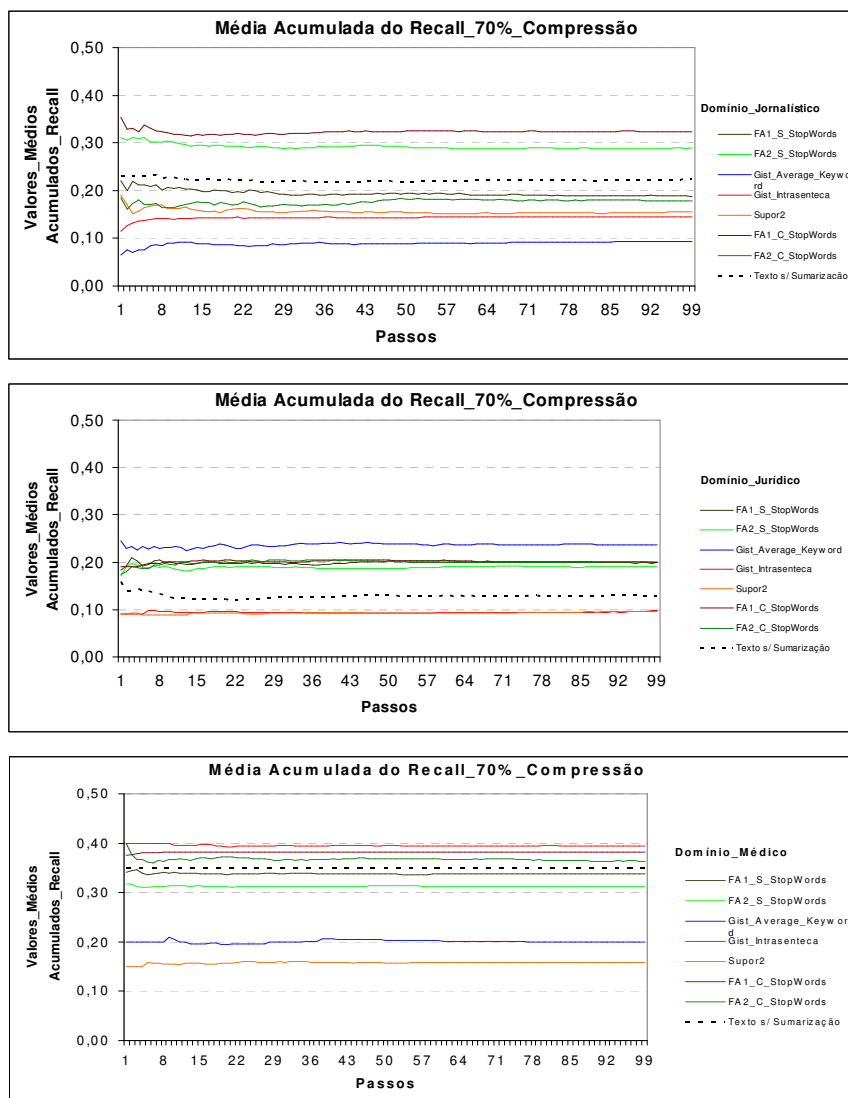 Média Acumulada do Recall_70%_Compressão
Valores_Médios
Acumulados_Recall
0,50
0,40
0,30
0,20
0,10
0,00
1 8 15 22 29 36 43 50 57 64 71 78 85 92 99
Passos
Domínio_Jornalístico
FA1_S_StopWords
FA2_S_StopWords
Gist_Average_Keywo
rd
Gist_Intrasenteca
Supor2
FA1_C_StopWords
FA2_C_StopWords
Texto s/ Sumarização
Média Acumulada do Recall_70%_Compressão
Valores_Médios
Acumulados_Recall
0,50
0,40
0,30
0,20
0,10
0,00
1 8 15 22 29 36 43 50 57 64 71 78 85 92 99
Passos
Domínio_Jurídico
FA1_S_StopWords
FA2_S_StopWords
Gist_Average_Keyword
Gist_Intrasenteca
Supor2
FA1_C_StopWords
FA2_C_StopWords
Texto s/ Sumarização
Média Acumulada do Recall_70%_Compressão
Valores_Médios
Acumulados_Recall
0,50
0,40
0,30
0,20
0,10
0,00
1 8 15 22 29 36 43 50 57 64 71 78 85 92 99
Passos
Domínio_Médico
FA1_S_StopWords
FA2_S_StopWords
Gist_Average_Keywor
d
Gist_Intrasenteca
Supor2
FA1_C_StopWords
FA2_C_StopWords
Texto s/ Sumarização